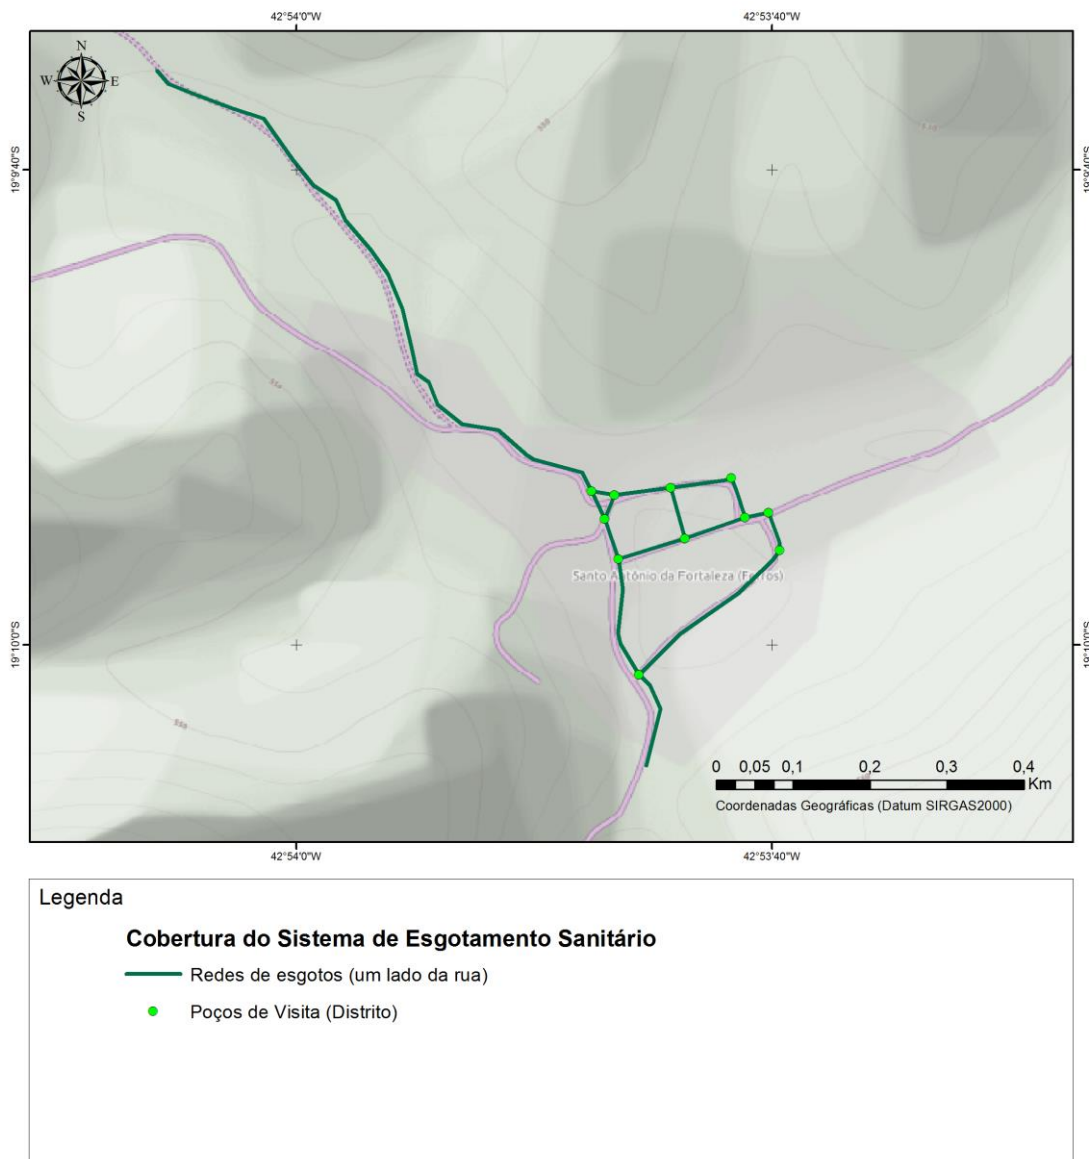 42°54'0"W
42°53'40"W
N
W
E
S
550
19°9'40"S
19°9'40"S
Santo Antônio da Fortaleza (Ferros)
19°10'0"S
19°10'0"S
550
0 0,05 0,1 0,2 0,3 0,4
Km
Coordenadas Geográficas (Datum SIRGAS2000)
42°54'0"W
42°53'40"W
Legenda
Cobertura do Sistema de Esgotamento Sanitário
Redes de esgotos (um lado da rua)
Poços de Visita (Distrito)